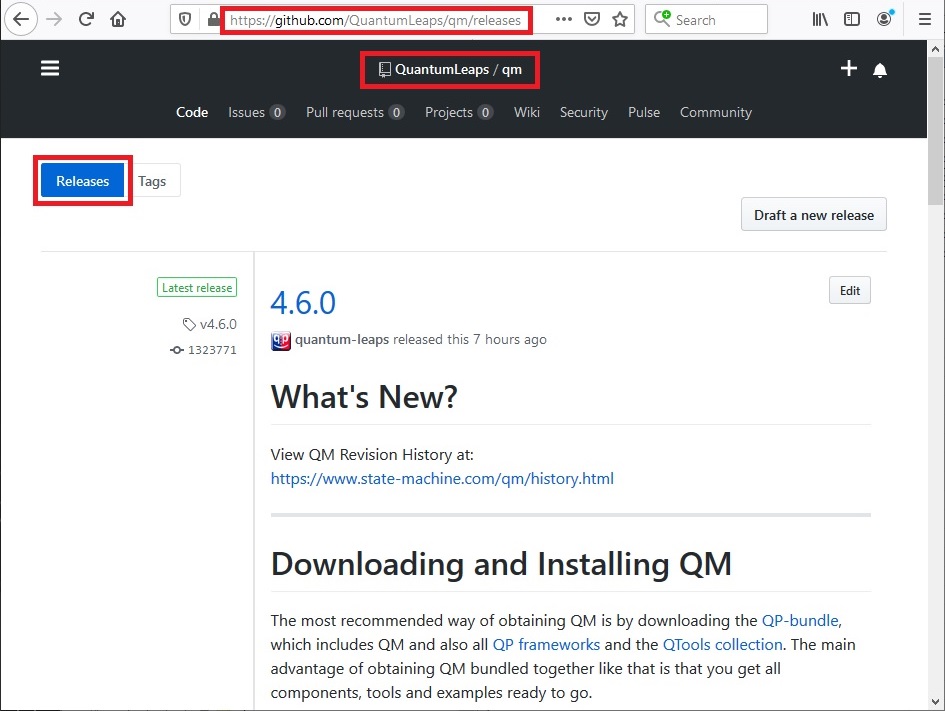 https://github.com/QuantumLeaps/qm/releases
Search
QuantumLeaps / qm
Code Issues 0 Pull requests 0 Projects 0 Wiki Security Pulse Community
Releases Tags
Draft a new release
Latest release
v4.6.0
1323771
4.6.0
Edit
quantum-leaps released this 7 hours ago
What's New?
View QM Revision History at:
https://www.state-machine.com/qm/history.html
Downloading and Installing QM
The most recommended way of obtaining QM is by downloading the QP-bundle,
which includes QM and also all QP frameworks and the QTools collection. The main
advantage of obtaining QM bundled together like that is that you get all
components, tools and examples ready to go.